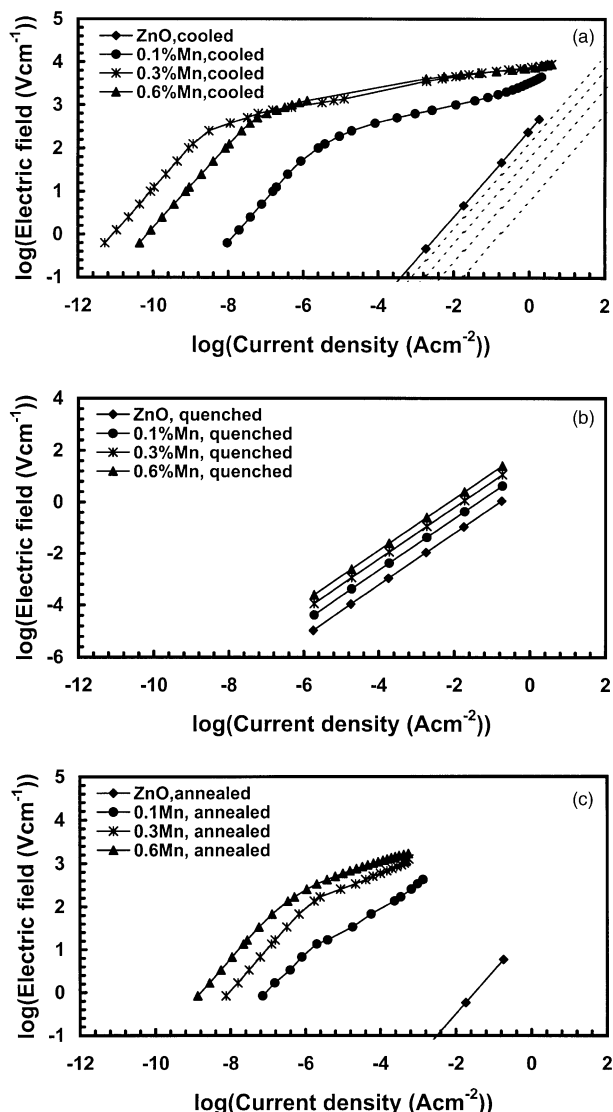 (a)
ZnO,cooled
0.1%Mn,cooled
0.3%Mn,cooled
0.6%Mn,cooled
5
4
3
2
1
0
-1
log(Electric field (Vcm-1))
-12 -10 -8 -6 -4 -2 0 2
log(Current density (Acm-2))
(b)
ZnO, quenched
0.1%Mn, quenched
0.3%Mn, quenched
0.6%Mn, quenched
4
2
0
-2
-4
-6
log(Electric field (Vcm-1))
-12 -10 -8 -6 -4 -2 0 2
log(Current density (Acm-2))
(c)
ZnO,annealed
0.1Mn, annealed
0.3Mn, annealed
0.6Mn, annealed
5
4
3
2
1
0
-1
log(Electric field (Vcm-1))
-12 -10 -8 -6 -4 -2 0 2
log(Current density (Acm-2))